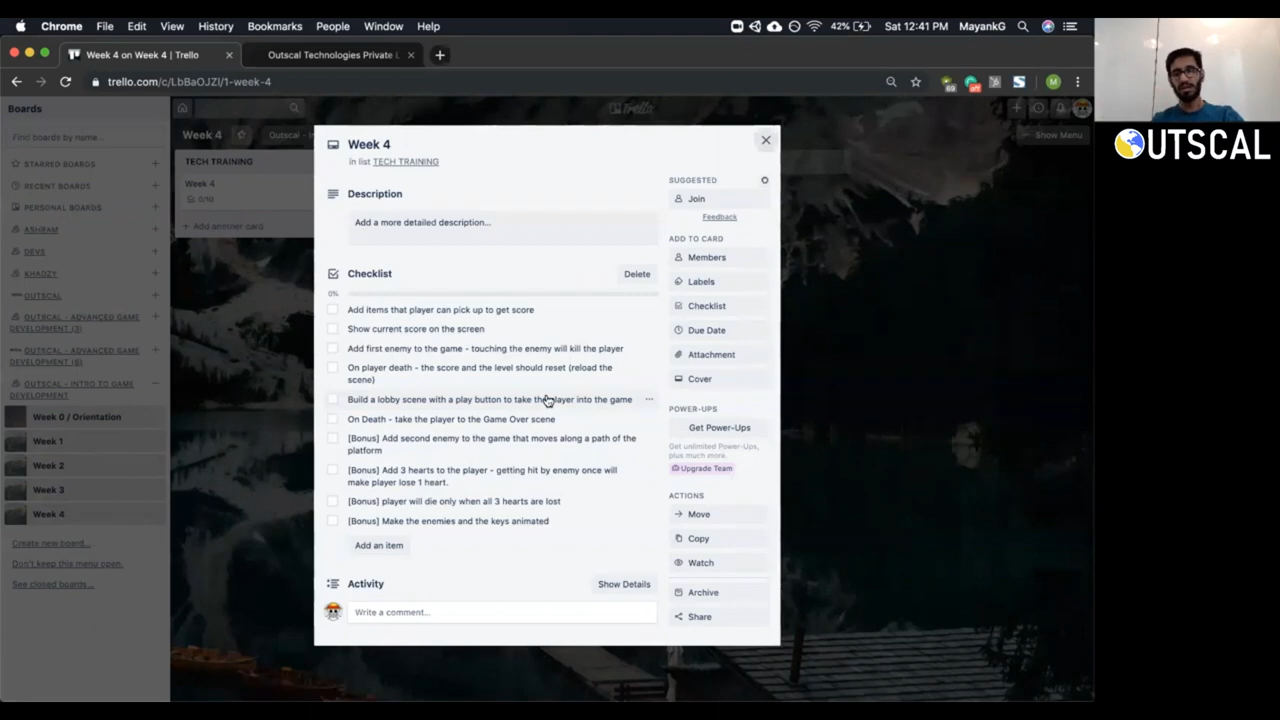 Chrome File Edit View History Bookmarks People Window Help
42% Sat 12:41 PM MayankG
Week 4 on Week 4 | Trello
Outscal Technologies Private
trello.com/c/LbBaOJZl/1-week-4
69
off
S
M
OUTSCAL
Boards
Find boards by name...
STARRED BOARDS
RECENT BOARDS
PERSONAL BOARDS
ASHRAM
DEVS
KHADZY
OUTSCAL
OUTSCAL - ADVANCED GAME
DEVELOPMENT (3)
OUTSCAL - ADVANCED GAME
DEVELOPMENT (6)
OUTSCAL - INTRO TO GAME
DEVELOPMENT
Week 0 / Orientation
Week 1
Week 2
Week 3
Week 4
Create new board...
Don't keep this menu open.
See closed boards...
Trello
Week 4
Outscal - In
Show Menu
TECH TRAINING
Week 4
0/10
+ Add another card
Week 4
in list TECH TRAINING
Description
Add a more detailed description...
Checklist
Delete
0%
Add items that player can pick up to get score
Show current score on the screen
Add first enemy to the game - touching the enemy will kill the player
On player death - the score and the level should reset (reload the
scene)
Build a lobby scene with a play button to take the player into the game
On Death - take the player to the Game Over scene
[Bonus] Add second enemy to the game that moves along a path of the
platform
[Bonus] Add 3 hearts to the player - getting hit by enemy once will
make player lose 1 heart.
[Bonus] player will die only when all 3 hearts are lost
[Bonus] Make the enemies and the keys animated
Add an item
Activity
Show Details
Write a comment...
SUGGESTED
Join
Feedback
ADD TO CARD
Members
Labels
Checklist
Due Date
Attachment
Cover
POWER-UPS
Get Power-Ups
Get unlimited Power-Ups,
plus much more.
Upgrade Team
ACTIONS
Move
Copy
Watch
Archive
Share